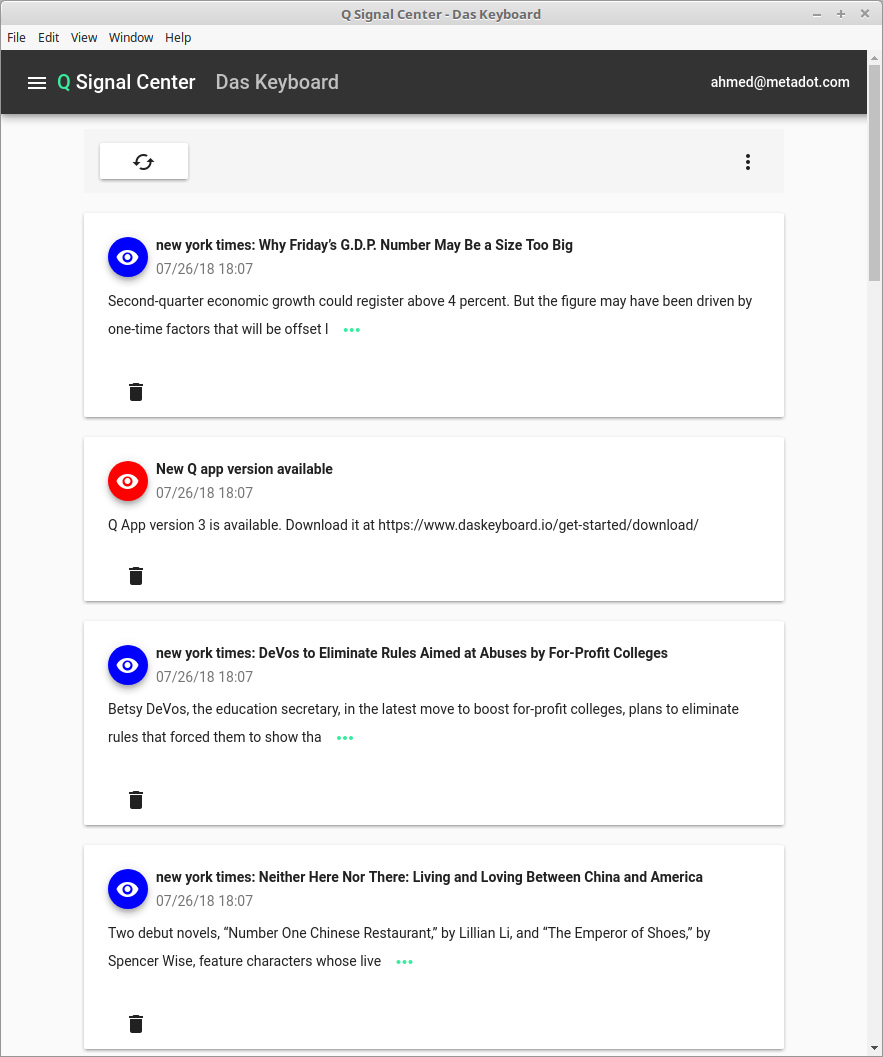 Q Signal Center - Das Keyboard
File Edit View Window Help
Q Signal Center Das Keyboard ahmed@metadot.com
new york times: Why Friday’s G.D.P. Number May Be a Size Too Big
07/26/18 18:07
Second-quarter economic growth could register above 4 percent. But the figure may have been driven by
one-time factors that will be offset l
New Q app version available
07/26/18 18:07
Q App version 3 is available. Download it at https://www.daskeyboard.io/get-started/download/
new york times: DeVos to Eliminate Rules Aimed at Abuses by For-Profit Colleges
07/26/18 18:07
Betsy DeVos, the education secretary, in the latest move to boost for-profit colleges, plans to eliminate
rules that forced them to show tha
new york times: Neither Here Nor There: Living and Loving Between China and America
07/26/18 18:07
Two debut novels, “Number One Chinese Restaurant,” by Lillian Li, and “The Emperor of Shoes,” by
Spencer Wise, feature characters whose live